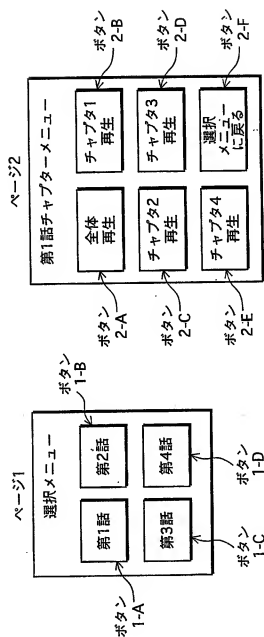 ページ1
選択メニュー
第1話
第2話
第3話
第4話
ボタン
1-A
ボタン
1-B
ボタン
1-C
ボタン
1-D
ページ2
第1話チャプターメニュー
全体
再生
チャプタ1
再生
チャプタ2
再生
チャプタ3
再生
チャプタ4
再生
選択
メニュー
に戻る
ボタン
2-A
ボタン
2-B
ボタン
2-C
ボタン
2-D
ボタン
2-E
ボタン
2-F